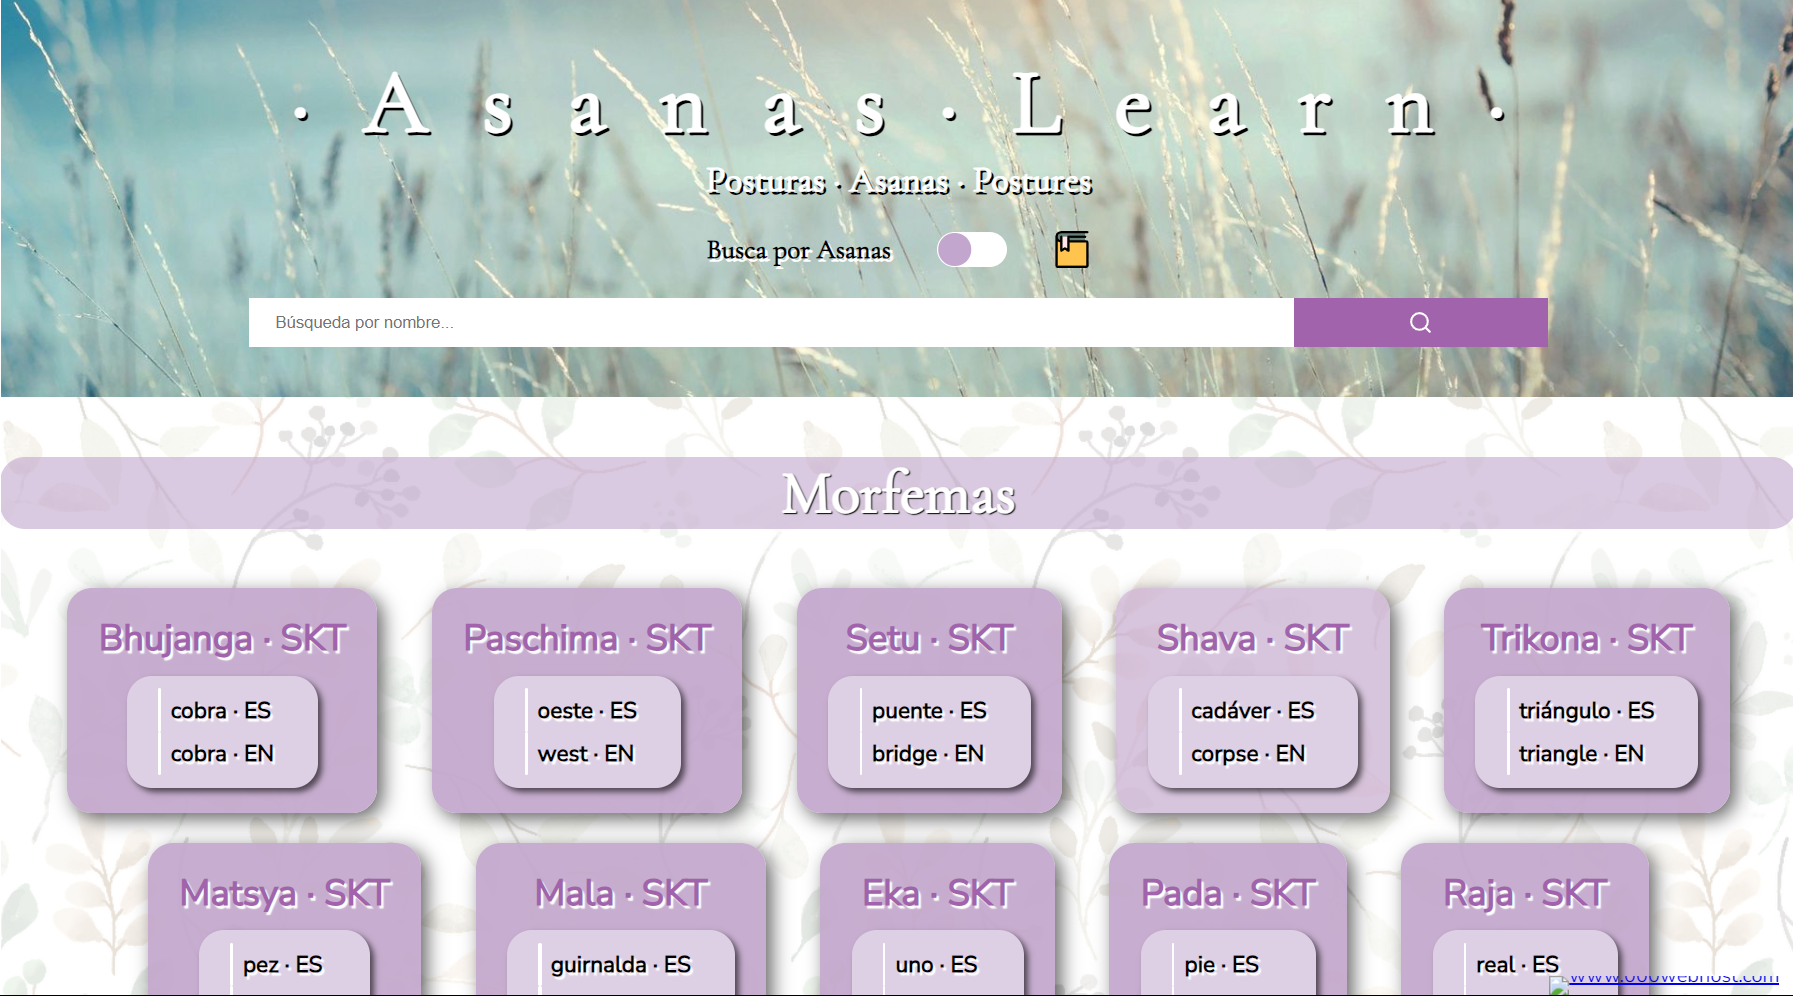 · Asanas · Learn ·
Posturas · Asanas · Postures
Busca por Asanas
Búsqueda por nombre...
Morfemas
Bhujanga · SKT
cobra · ES
cobra · EN
Paschima · SKT
oeste · ES
west · EN
Setu · SKT
puente · ES
bridge · EN
Shava · SKT
cadáver · ES
corpse · EN
Trikona · SKT
triángulo · ES
triangle · EN
Matsya · SKT
pez · ES
Mala · SKT
guirnalda · ES
Eka · SKT
uno · ES
Pada · SKT
pie · ES
Raja · SKT
real · ES